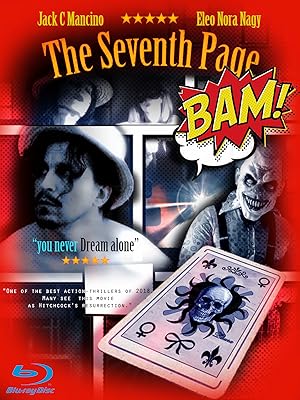 Jack C Mancino ★★★★★ Eleo Nora Nagy
The Seventh Page
BAM!
"you never Dream alone"
★★★★★
"One of the best action-thrillers of 2018.
Many see this movie
as Hitchcock's resurrection."
Blu-ray Disc